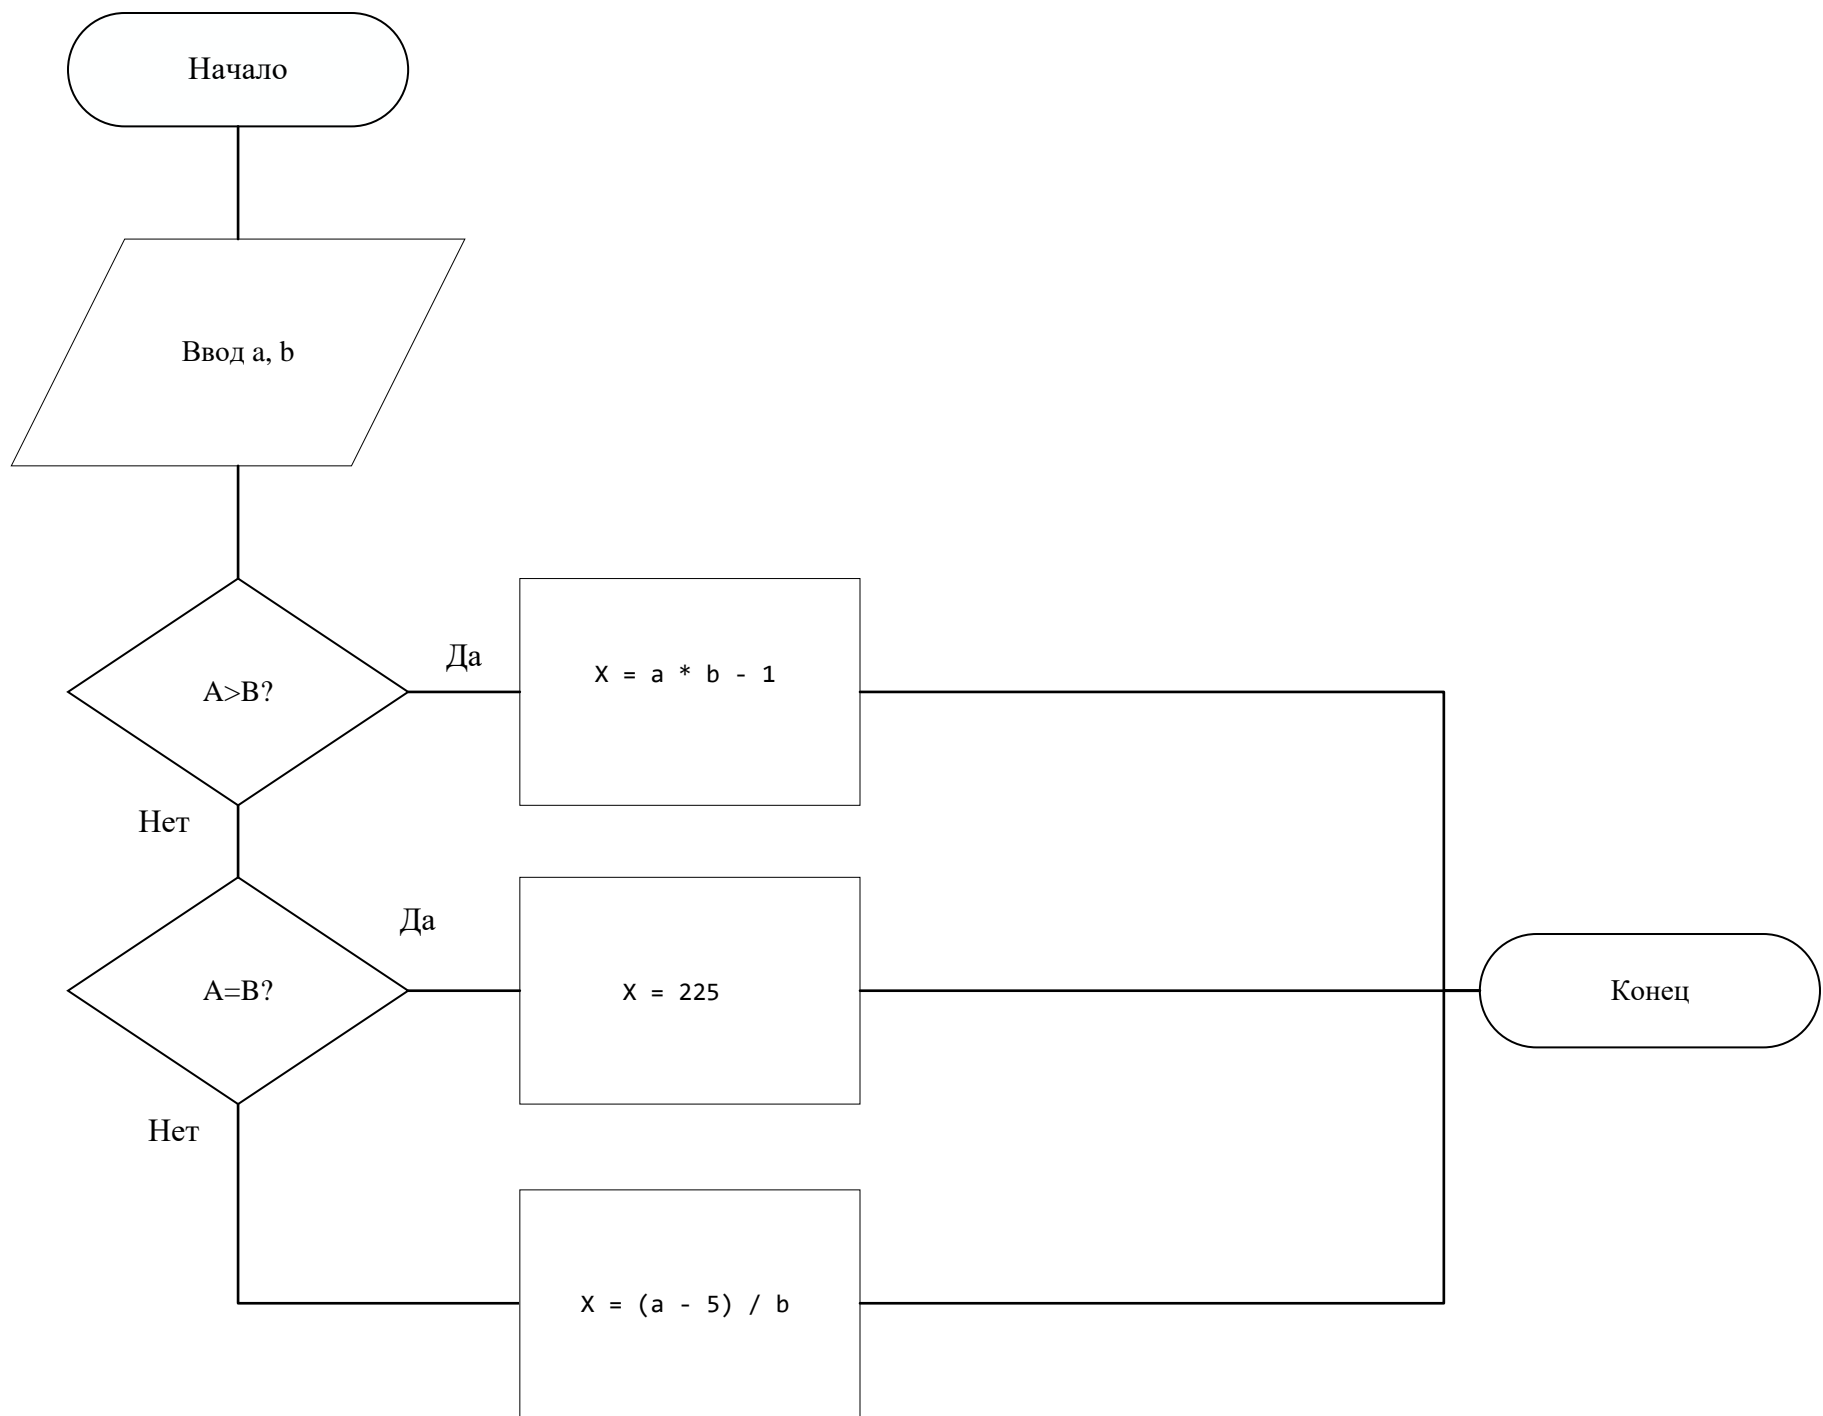 Начало
Ввод a, b
A>B?
Да
X = a * b - 1
Нет
A=B?
Да
X = 225
Конец
Нет
X = (a - 5) / b